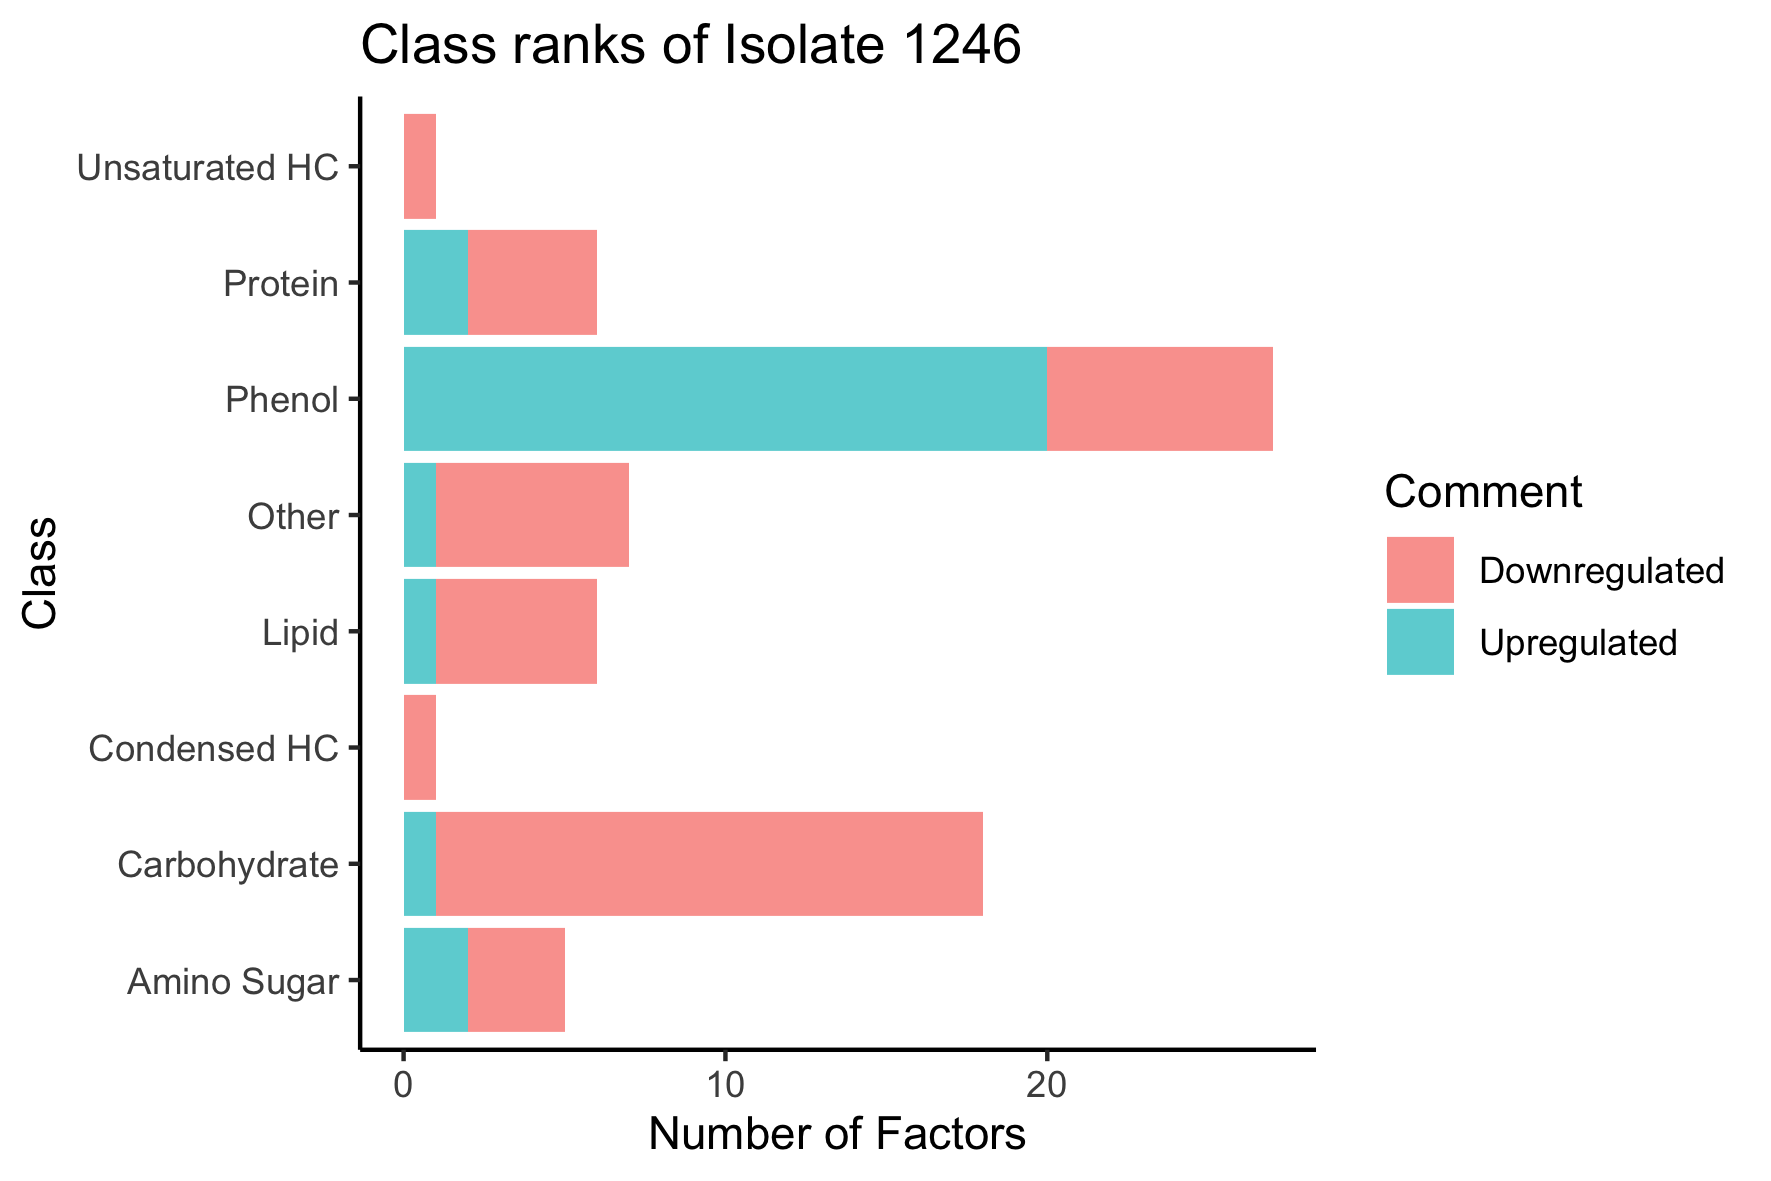 Class ranks of Isolate 1246
Class
Unsaturated HC
Protein
Phenol
Other
Lipid
Condensed HC
Carbohydrate
Amino Sugar
0 10 20
Number of Factors
Comment
Downregulated
Upregulated